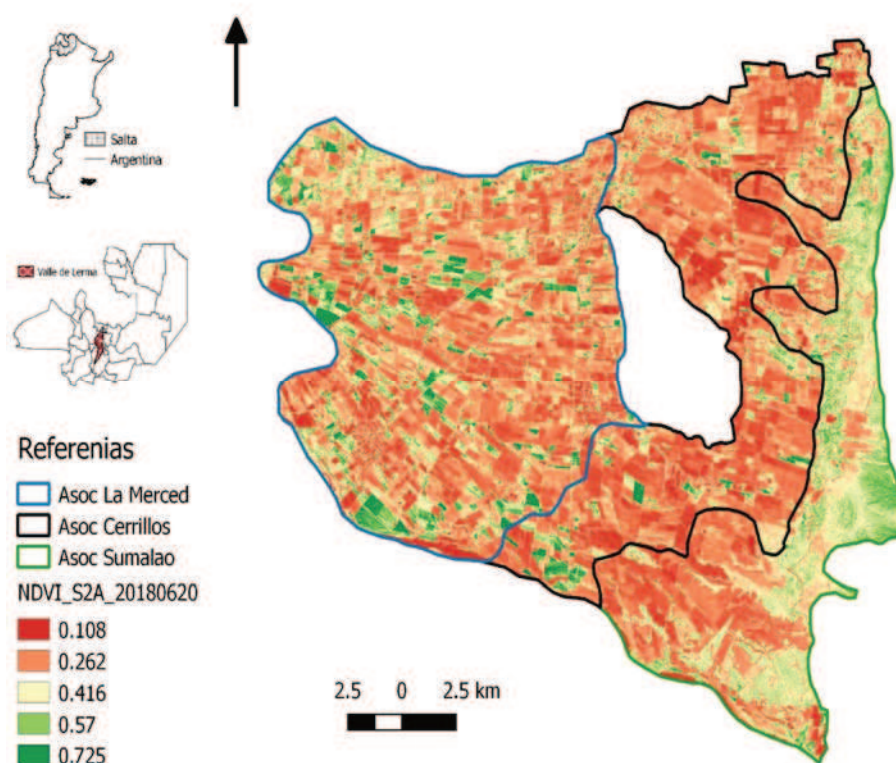 Salta
Argentina
Valle de Lerma
Referenias
Asoc La Merced
Asoc Cerrillos
Asoc Sumalao
NDVI_S2A_20180620
0.108
0.262
0.416
0.57
0.725
2.5 0 2.5 km